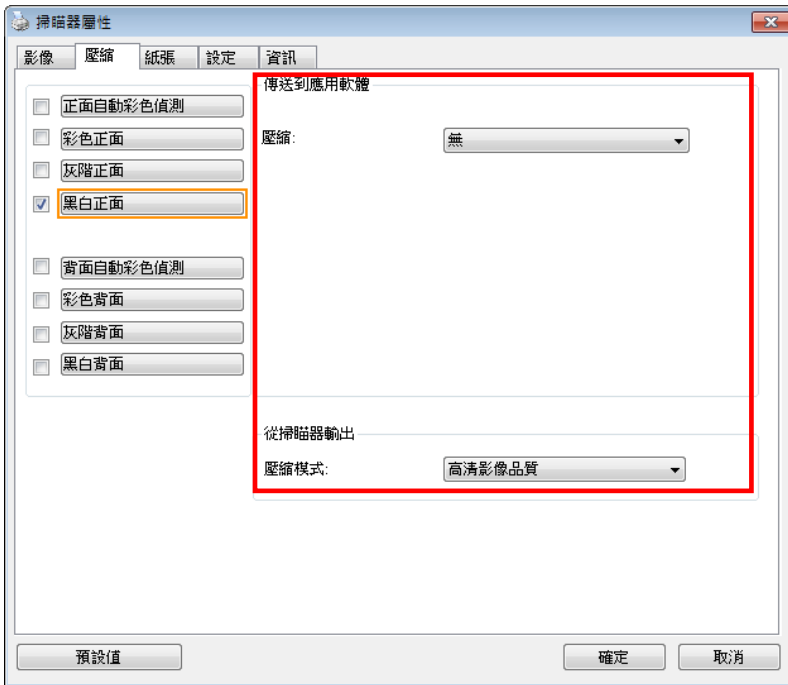 掃瞄器屬性
影像 壓縮 紙張 設定 資訊
傳送到應用軟體
正面自動彩色偵測
彩色正面
壓縮: 無
灰階正面
黑白正面
背面自動彩色偵測
彩色背面
灰階背面
黑白背面
從掃瞄器輸出
壓縮模式: 高清影像品質
預設值 確定 取消